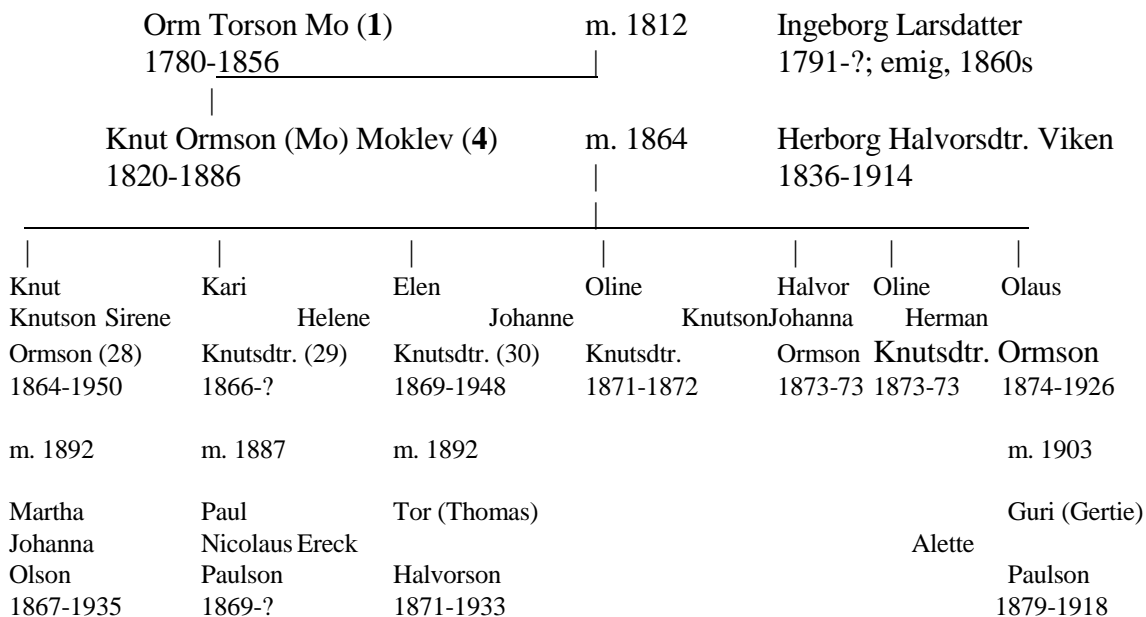 Orm Torson Mo (1) m. 1812 Ingeborg Larsdatter
1780-1856 1791-?; emig, 1860s
Knut Ormson (Mo) Moklev (4) m. 1864 Herborg Halvorsdtr. Viken
1820-1886 1836-1914
Knut Kari Elen Oline Halvor Oline Olaus
Knutson Sirene Helene Johanne KnutsonJohanna Herman
Ormson (28) Knutsdtr. (29) Knutsdtr. (30) Knutsdtr. Ormson Knutsdtr. Ormson
1864-1950 1866-? 1869-1948 1871-1872 1873-73 1873-73 1874-1926
m. 1892 m. 1887 m. 1892 m. 1903
Martha Paul Tor (Thomas) Guri (Gertie)
Johanna Nicolaus Ereck Alette
Olson Paulson Halvorson Paulson
1867-1935 1869-? 1871-1933 1879-1918